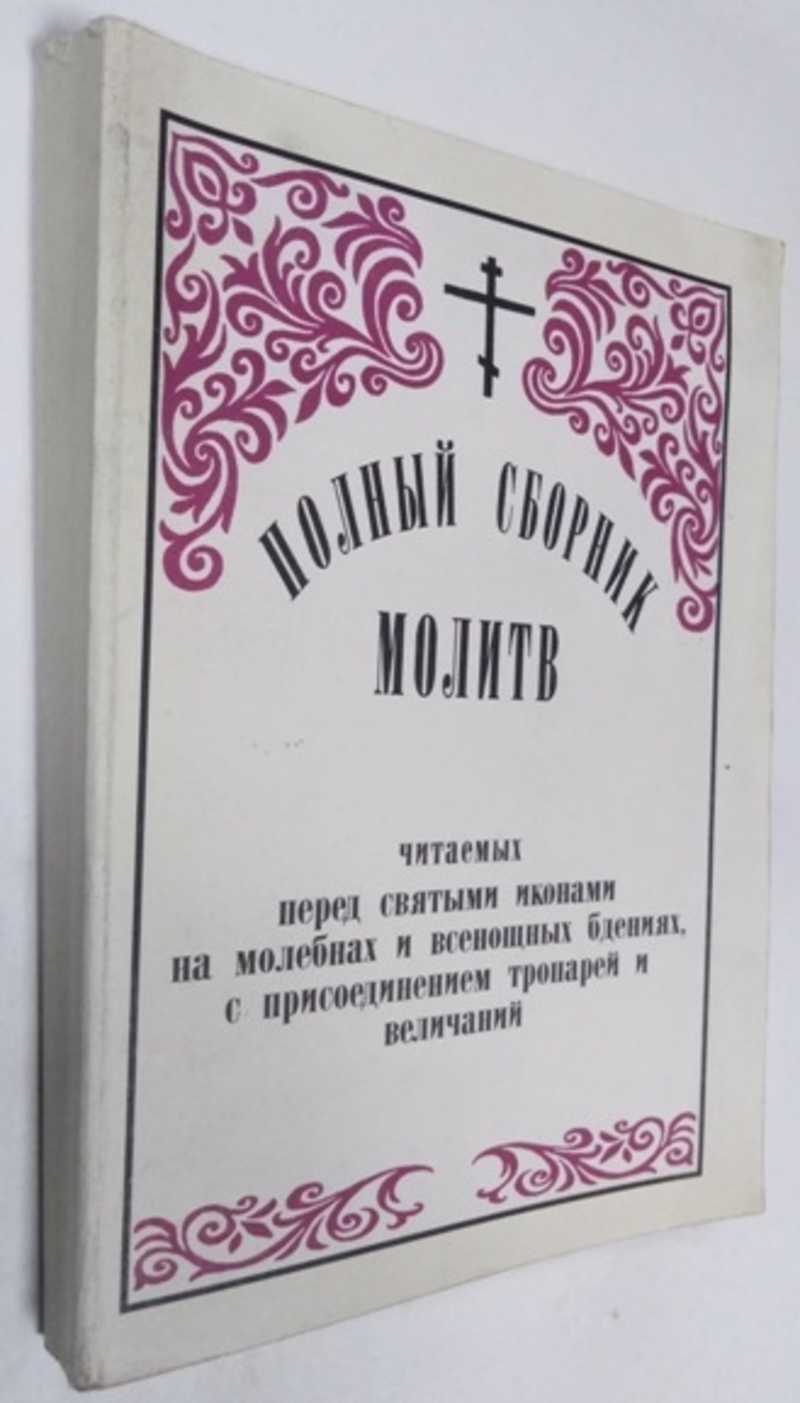 ПОЛНЫЙ СБОРНИК
МОЛИТВ
читаемых
перед святыми иконами
на молебнах и всенощных бдениях,
с присоединением тропарей и
величаний